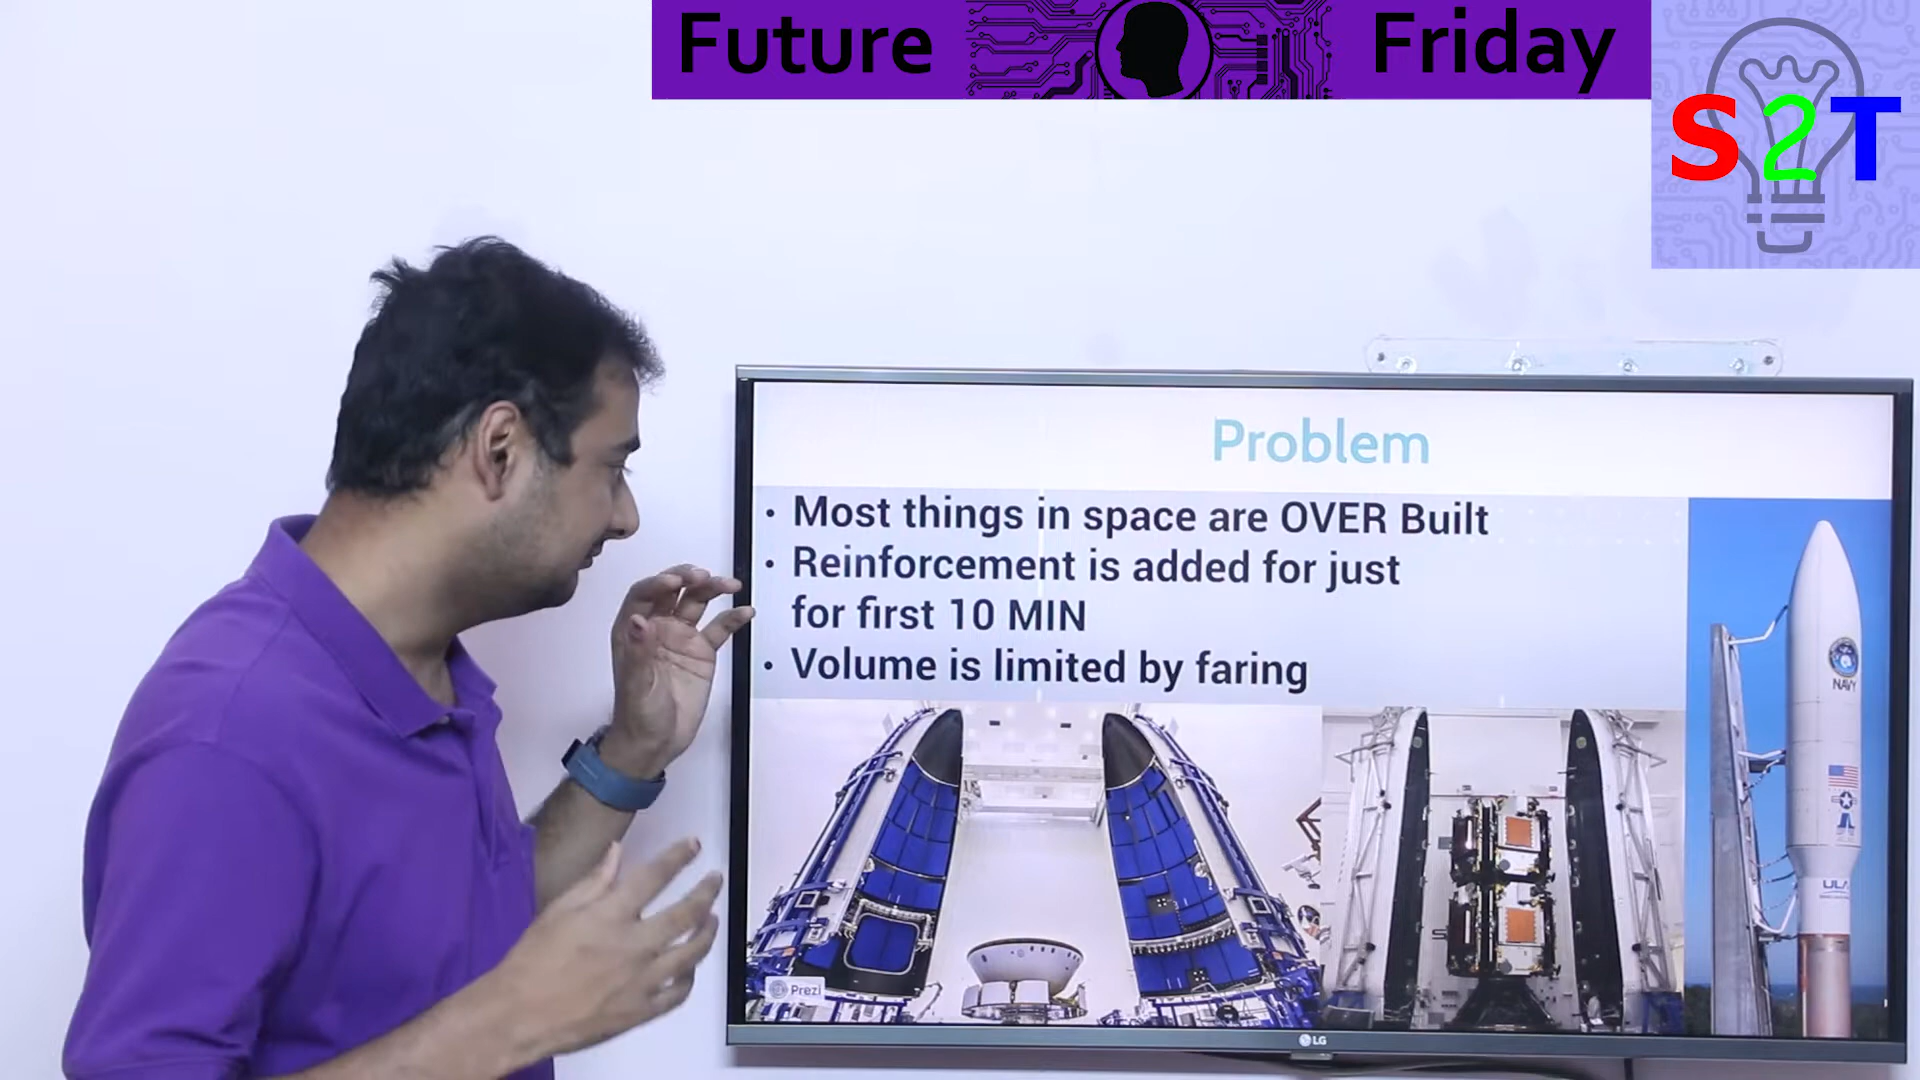 Future Friday
S2T
Problem
• Most things in space are OVER Built
• Reinforcement is added for just
for first 10 MIN
• Volume is limited by faring
NAVY
UL
Prezi
LG